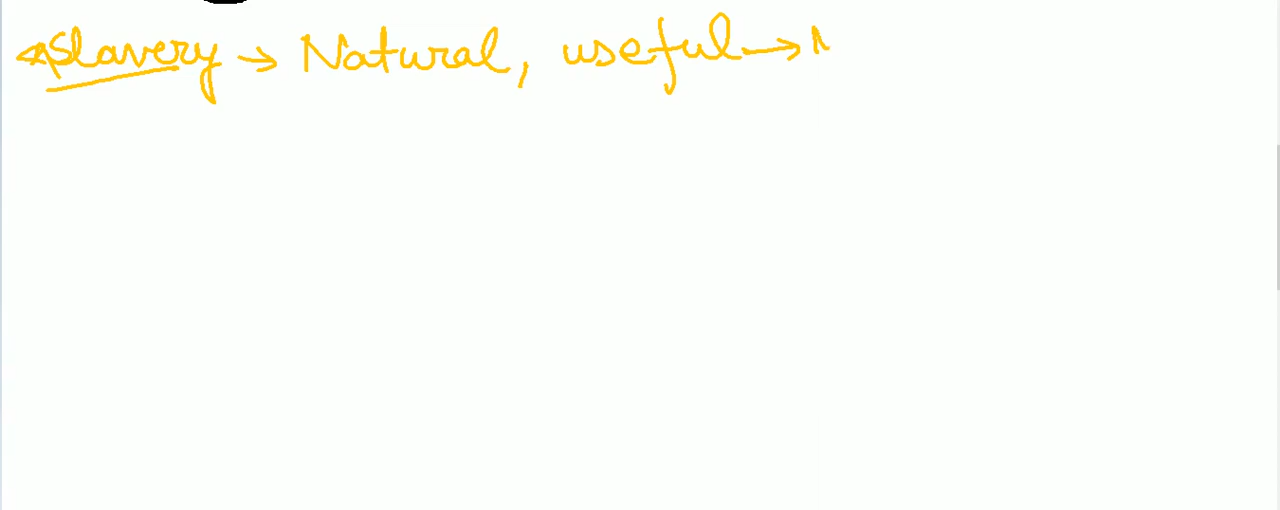 Slavery → Natural, useful →